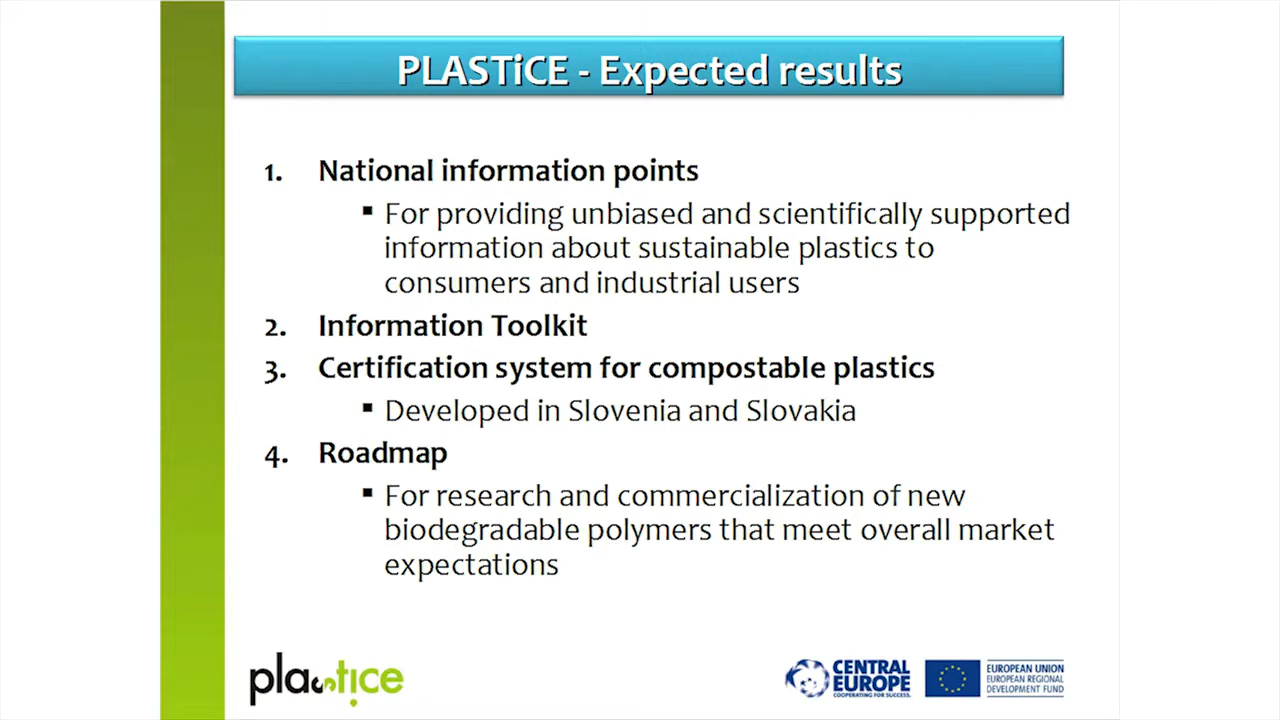 PLASTiCE - Expected results
1. National information points
▪ For providing unbiased and scientifically supported
information about sustainable plastics to
consumers and industrial users
2. Information Toolkit
3. Certification system for compostable plastics
▪ Developed in Slovenia and Slovakia
4. Roadmap
▪ For research and commercialization of new
biodegradable polymers that meet overall market
expectations
plastice
CENTRAL
EUROPE
COOPERATING FOR SUCCESS.
EUROPEAN UNION
EUROPEAN REGIONAL
DEVELOPMENT FUND